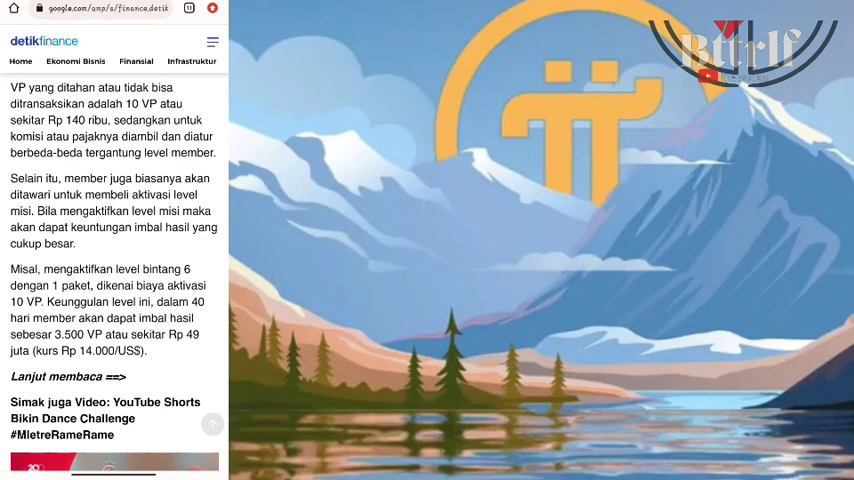 google.com/amp/s/finance.detik
11
detikfinance
Home Ekonomi Bisnis Finansial Infrastruktur
VP yang ditahan atau tidak bisa
ditransaksikan adalah 10 VP atau
sekitar Rp 140 ribu, sedangkan untuk
komisi atau pajaknya diambil dan diatur
berbeda-beda tergantung level member.
Selain itu, member juga biasanya akan
ditawari untuk membeli aktivasi level
misi. Bila mengaktifkan level misi maka
akan dapat keuntungan imbal hasil yang
cukup besar.
Misal, mengaktifkan level bintang 6
dengan 1 paket, dikenai biaya aktivasi
10 VP. Keunggulan level ini, dalam 40
hari member akan dapat imbal hasil
sebesar 3.500 VP atau sekitar Rp 49
juta (kurs Rp 14.000/US$).
Lanjut membaca ==>
Simak juga Video: YouTube Shorts
Bikin Dance Challenge
#MletreRameRame
Bttrlf